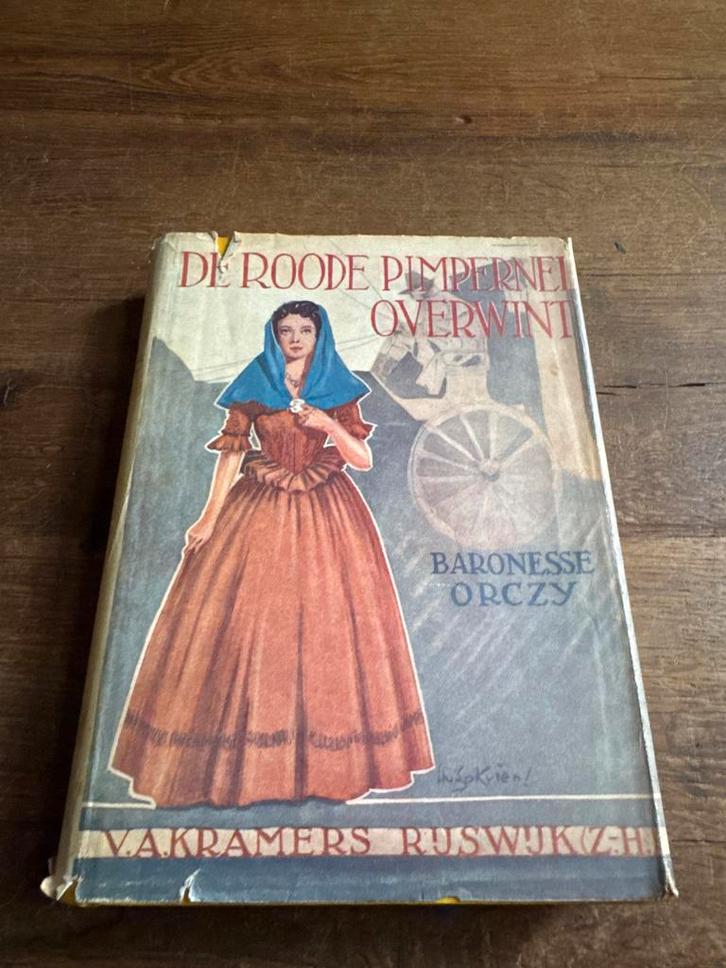 DE ROODE PIMPERNEL
OVERWINT
BARONESSE
ORCZY
V.A.KRAMERS RIJSWIJK (Z-H.)